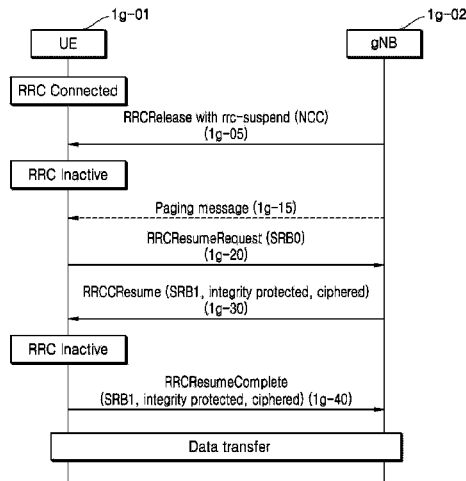 1g-01
1g-02
UE
gNB
RRC Connected
RRCRelease with rrc-suspend (NCC)
(1g-05)
RRC Inactive
Paging message (1g-15)
RRCResumeRequest (SRB0)
(1g-20)
RRCCResume (SRB1, integrity protected, ciphered)
(1g-30)
RRC Inactive
RRCResumeComplete
(SRB1, integrity protected, ciphered) (1g-40)
Data transfer